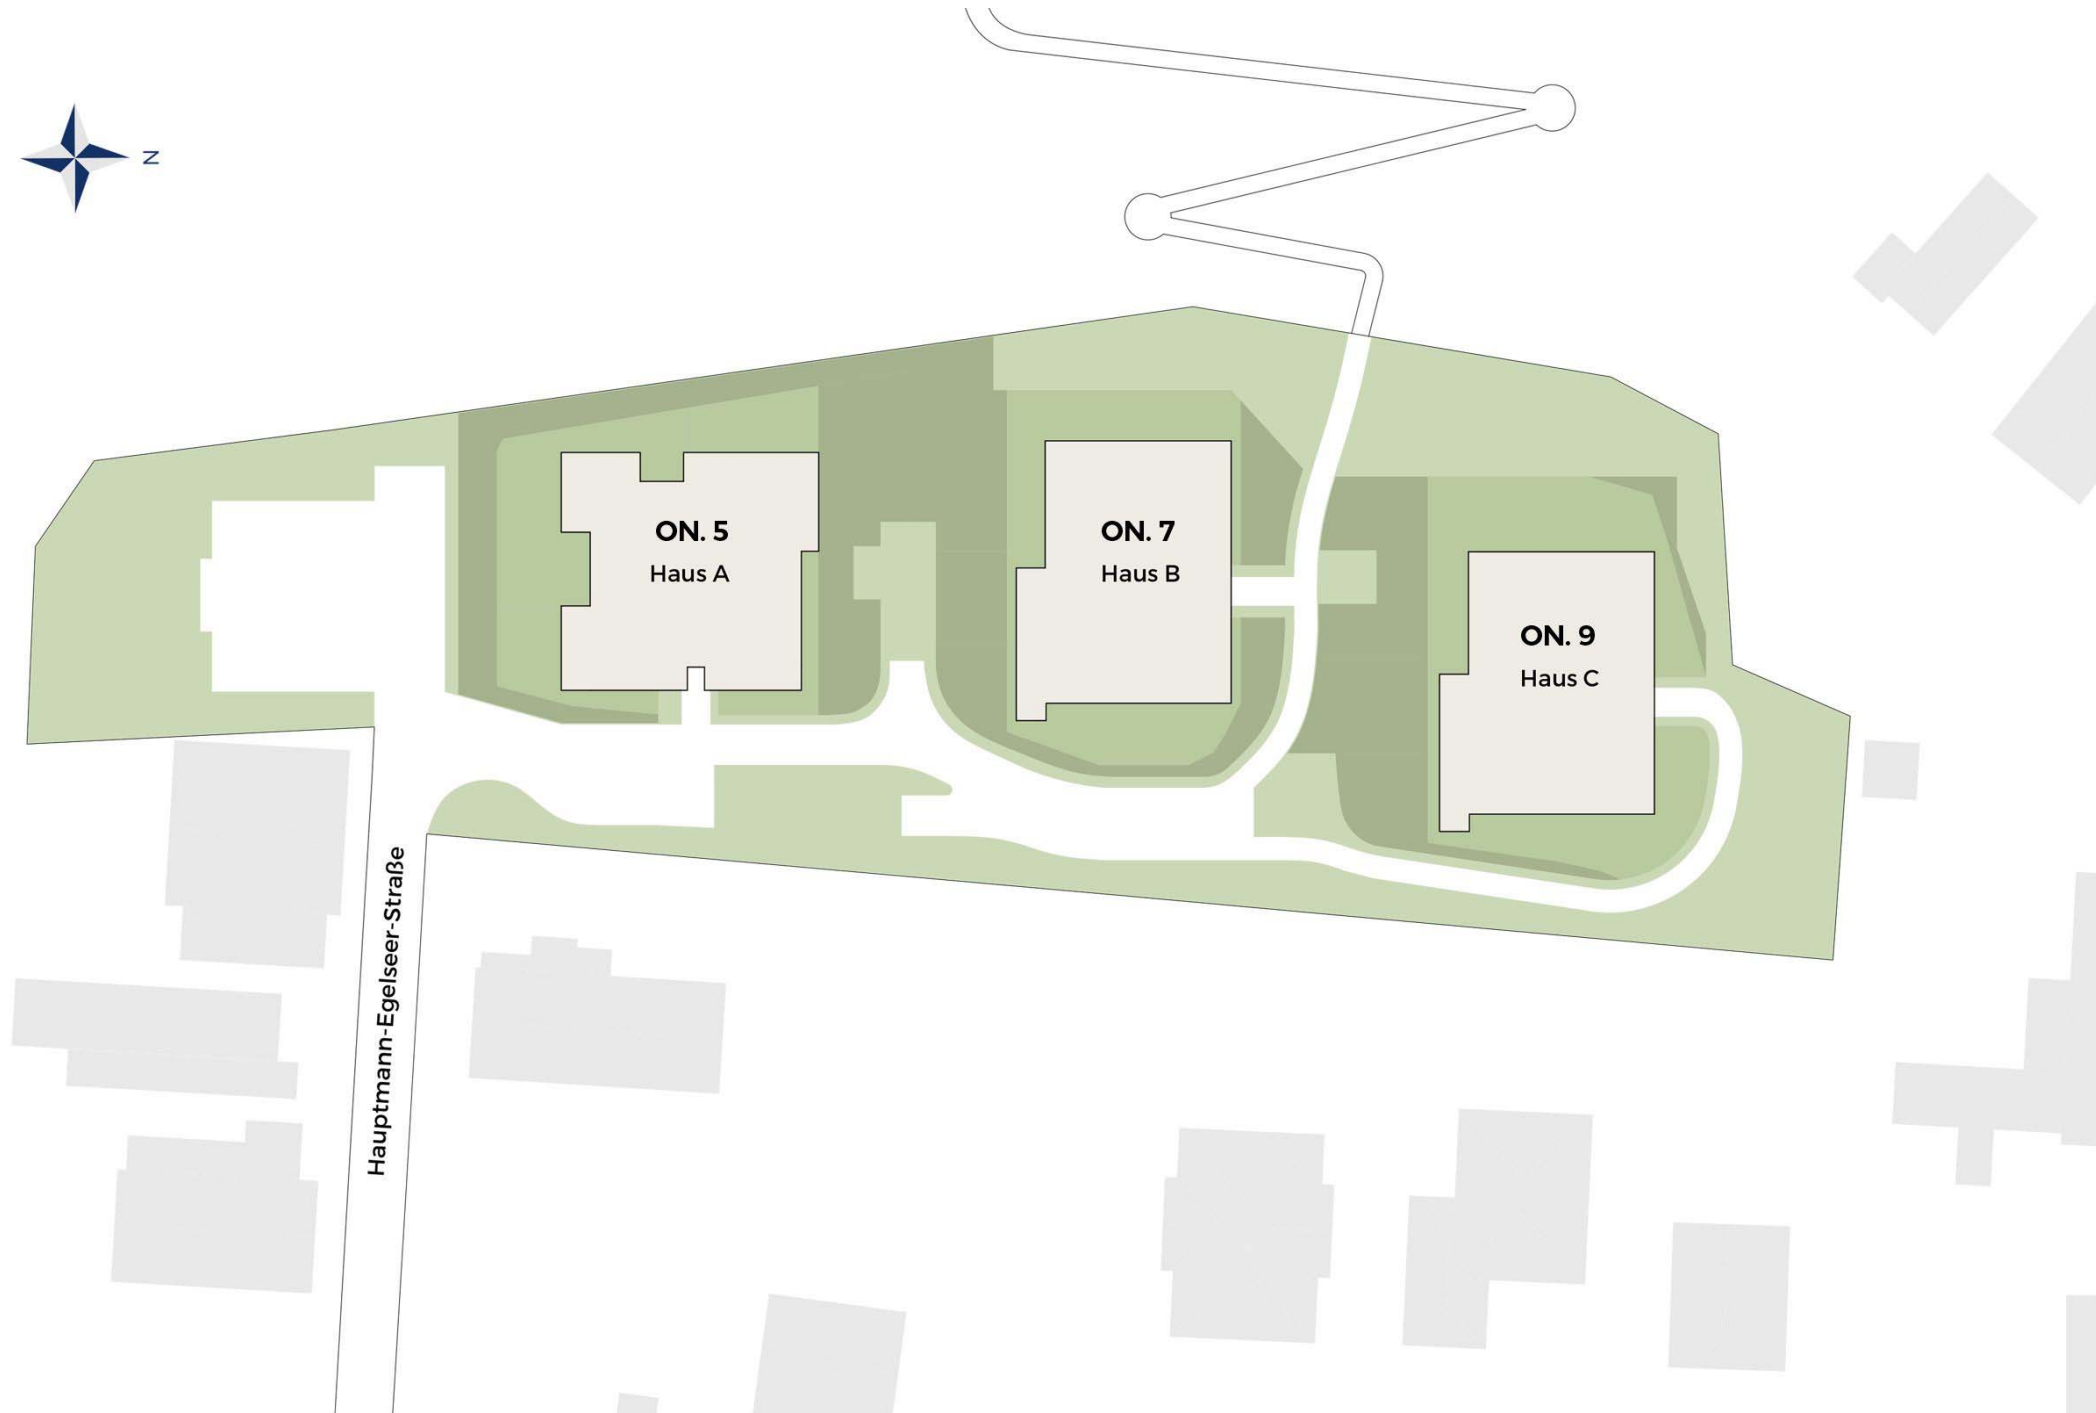 N
ON. 5
Haus A
ON. 7
Haus B
ON. 9
Haus C
Hauptmann-Egelseer-Straße